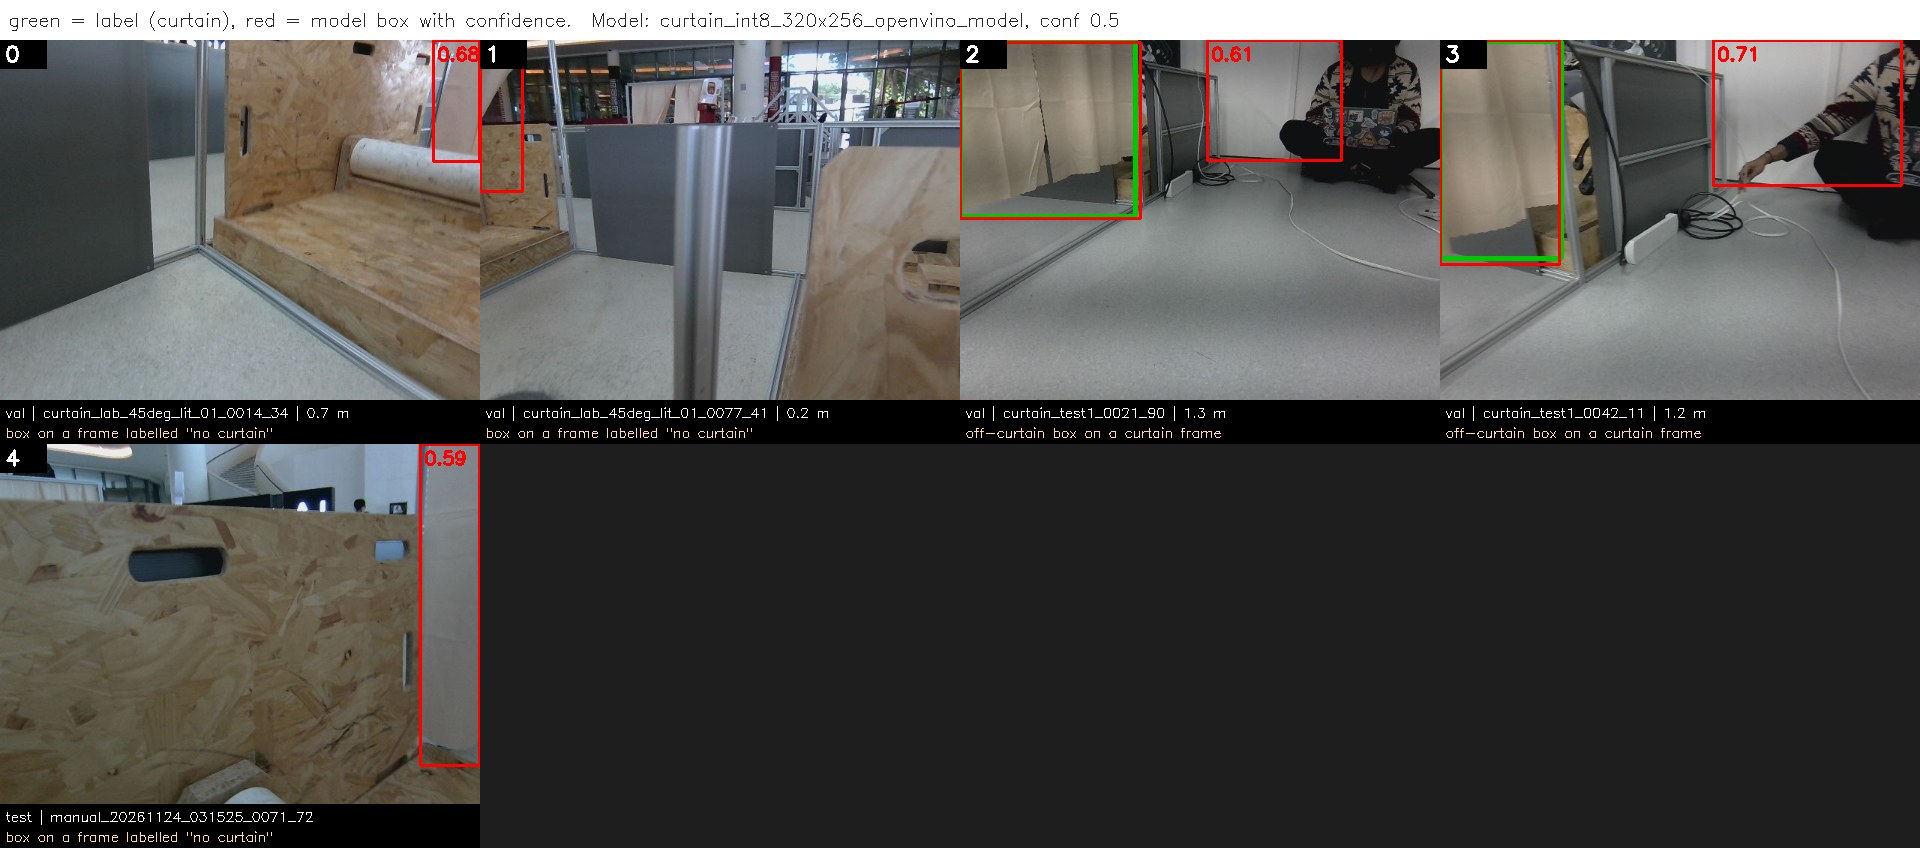 green = label (curtain), red = model box with confidence.  Model: curtain_int8_320x256_openvino_model, conf 0.5
0
0.68
1
2
0.61
3
0.71
val | curtain_lab_45deg_lit_01_0014_34 | 0.7 m
box on a frame labelled "no curtain"
val | curtain_lab_45deg_lit_01_0077_41 | 0.2 m
box on a frame labelled "no curtain"
val | curtain_test1_0021_90 | 1.3 m
off-curtain box on a curtain frame
val | curtain_test1_0042_11 | 1.2 m
off-curtain box on a curtain frame
4
0.59
test | manual_20261124_031525_0071_72
box on a frame labelled "no curtain"